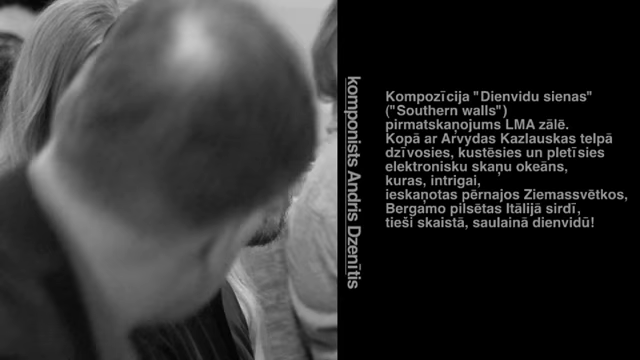 komponists Andris Dzenītis
Kompozīcija "Dienvidu sienas"
("Southern walls")
pirmatskaņojums LMA zālē.
Kopā ar Arvydas Kazlauskas telpā
dzīvosies, kustēsies un pletīsies
elektronisku skaņu okeāns,
kuras, intrigai,
ieskaņotas pērnajos Ziemassvētkos,
Bergamo pilsētas Itālijā sirdī,
tieši skaistā, saulainā dienvidū!